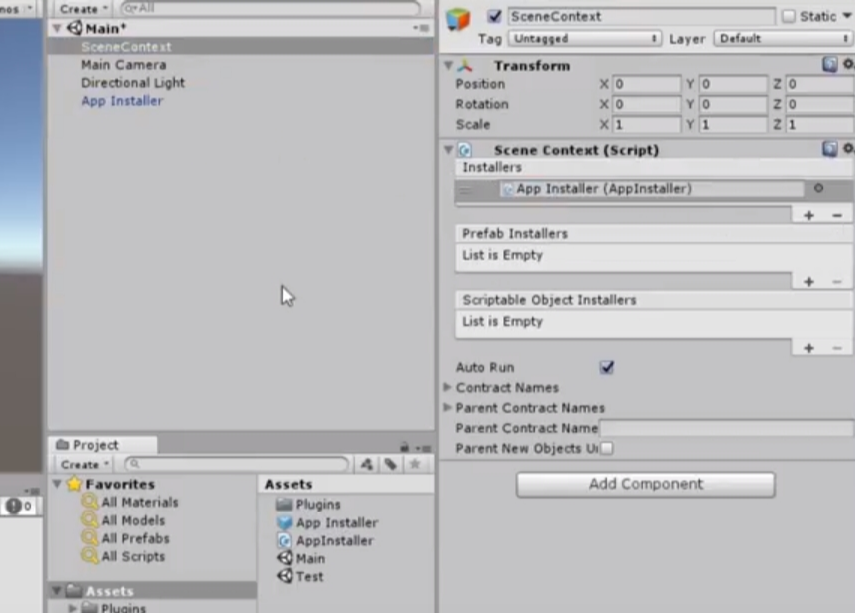 nos
Create
All
Main*
SceneContext
Main Camera
Directional Light
App Installer
Project
Create
Favorites
All Materials
All Models
All Prefabs
All Scripts
Assets
Plugins
Assets
Plugins
App Installer
AppInstaller
Main
Test
0
SceneContext
Static
Tag Untagged Layer Default
Transform
Position X 0 Y 0 Z 0
Rotation X 0 Y 0 Z 0
Scale X 1 Y 1 Z 1
Scene Context (Script)
Installers
App Installer (AppInstaller)
+ −
Prefab Installers
List is Empty
+ −
Scriptable Object Installers
List is Empty
+ −
Auto Run
Contract Names
Parent Contract Names
Parent Contract Name
Parent New Objects U
Add Component